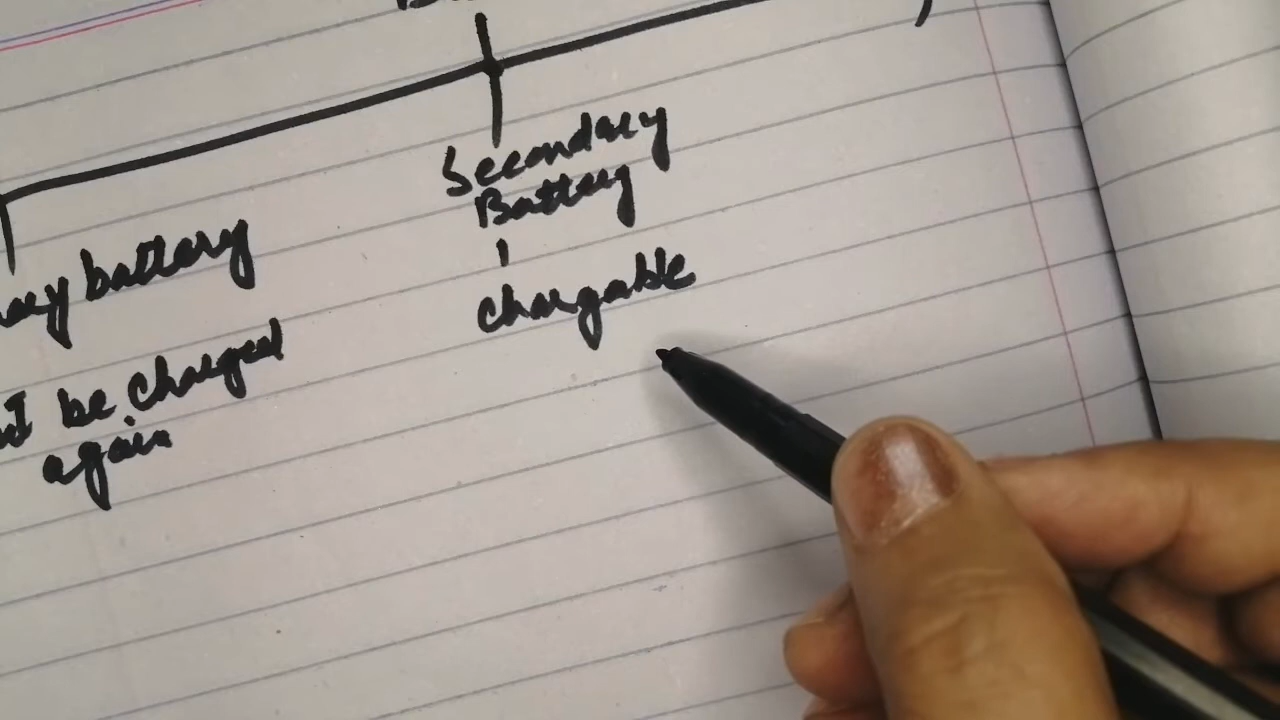 Secondary
Battery
chargable
battery
be charged
again